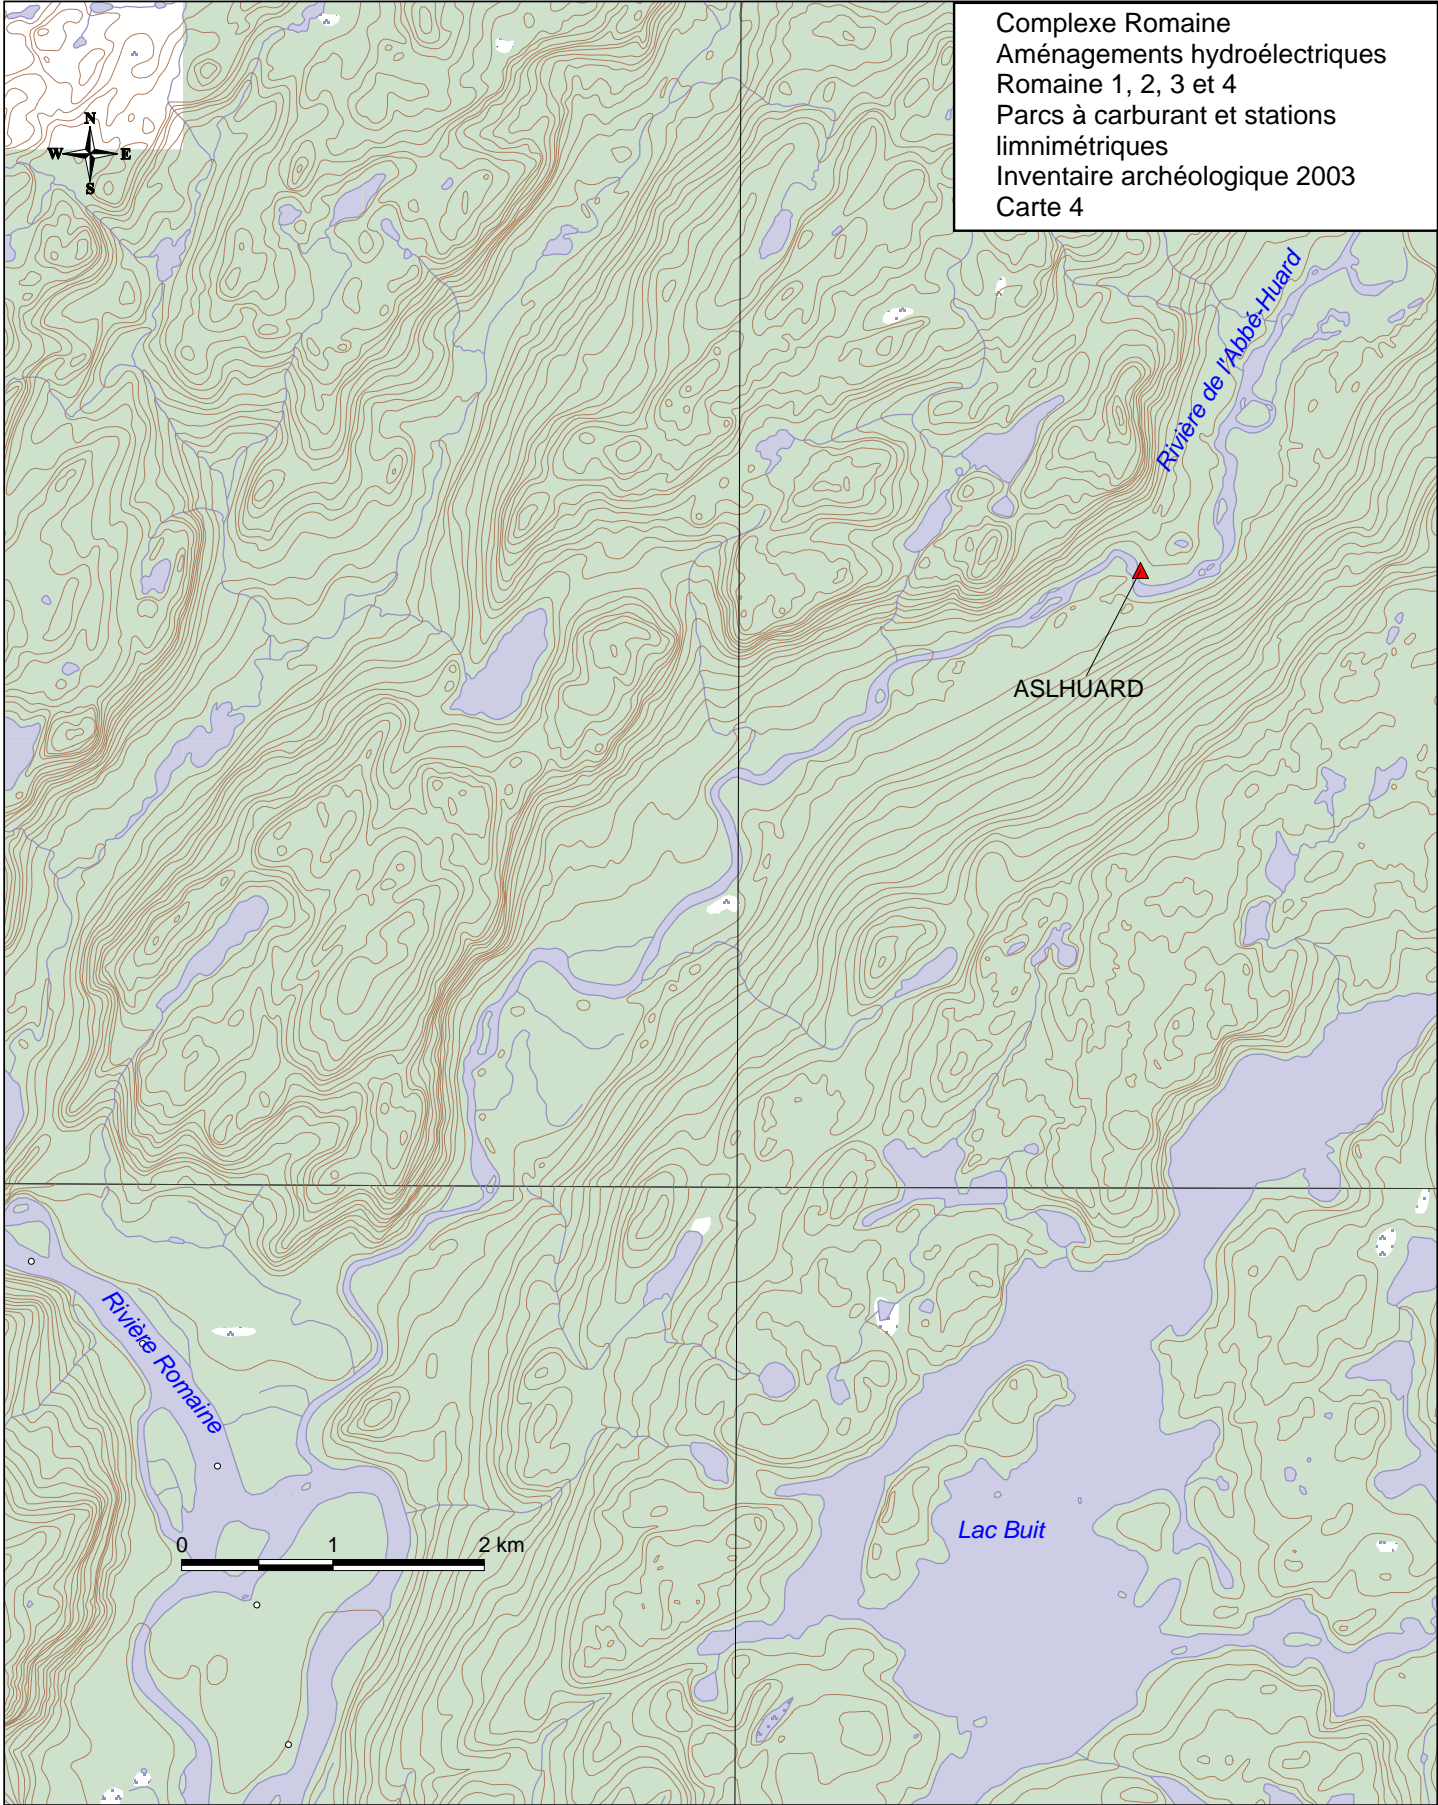 Complexe Romaine
Aménagements hydroélectriques
Romaine 1, 2, 3 et 4
Parcs à carburant et stations
limnimétriques
Inventaire archéologique 2003
Carte 4
N
W E
S
Rivière de l'Abbé-Huard
ASLHUARD
Rivière Romaine
Lac Buit
0 1 2 km